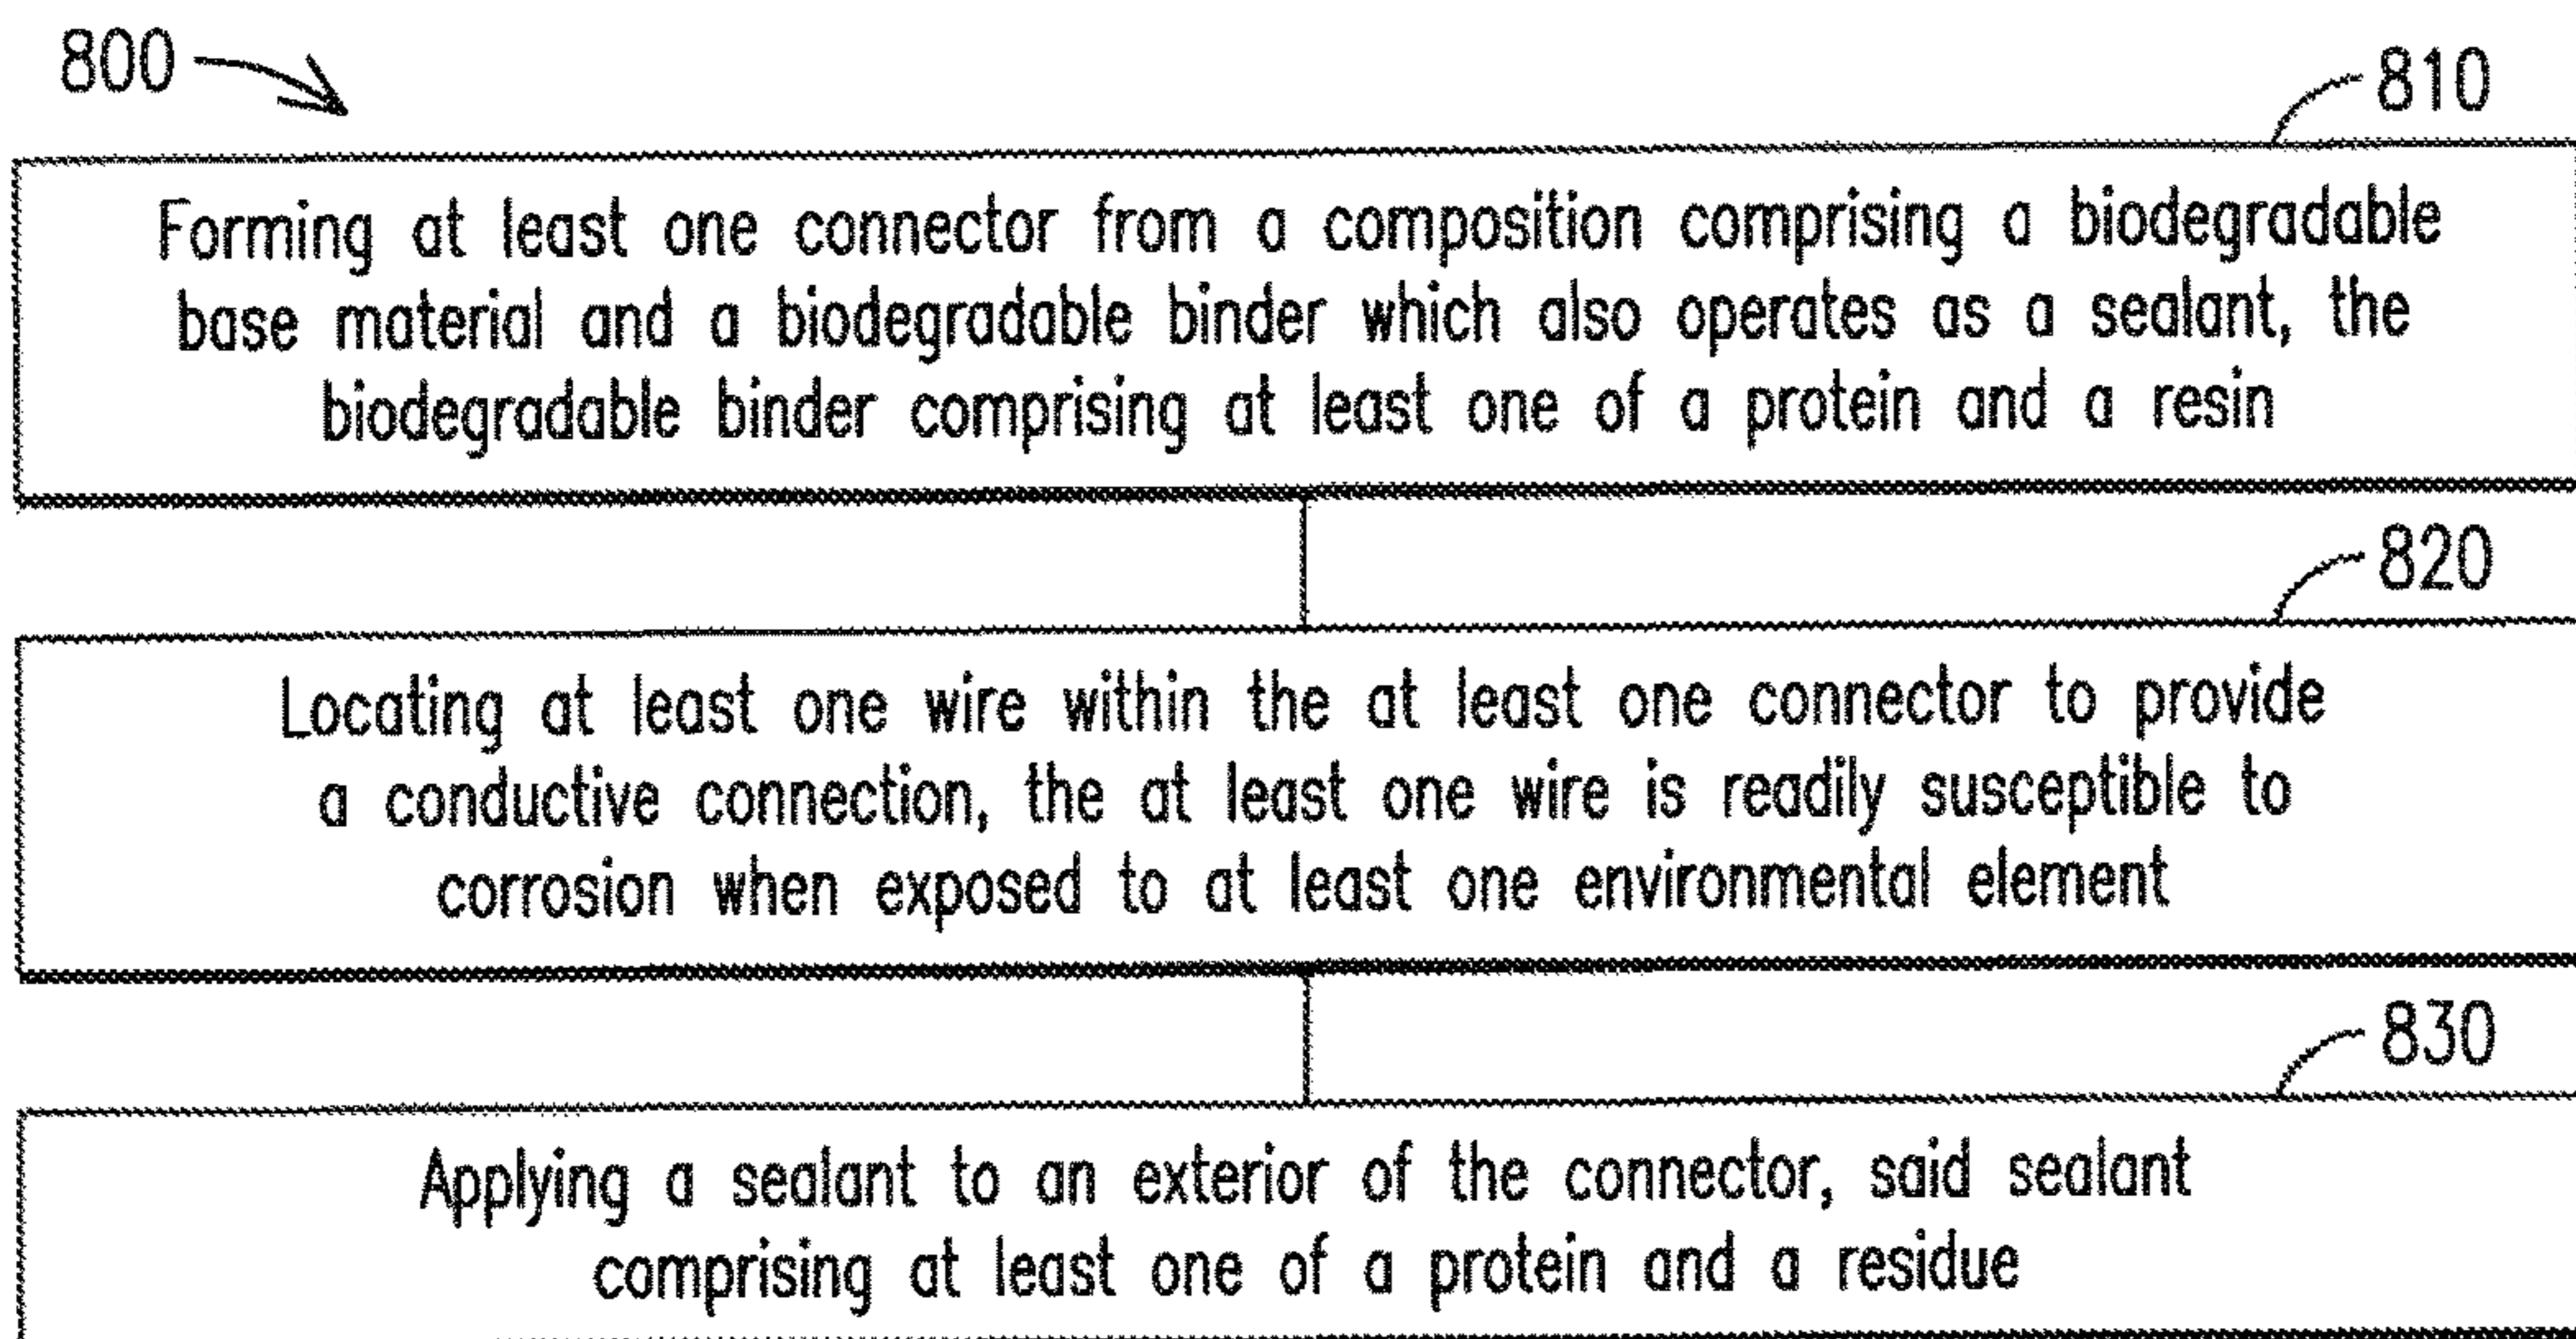 800
810
Forming at least one connector from a composition comprising a biodegradable
base material and a biodegradable binder which also operates as a sealant, the
biodegradable binder comprising at least one of a protein and a resin
820
Locating at least one wire within the at least one connector to provide
a conductive connection, the at least one wire is readily susceptible to
corrosion when exposed to at least one environmental element
830
Applying a sealant to an exterior of the connector, said sealant
comprising at least one of a protein and a residue